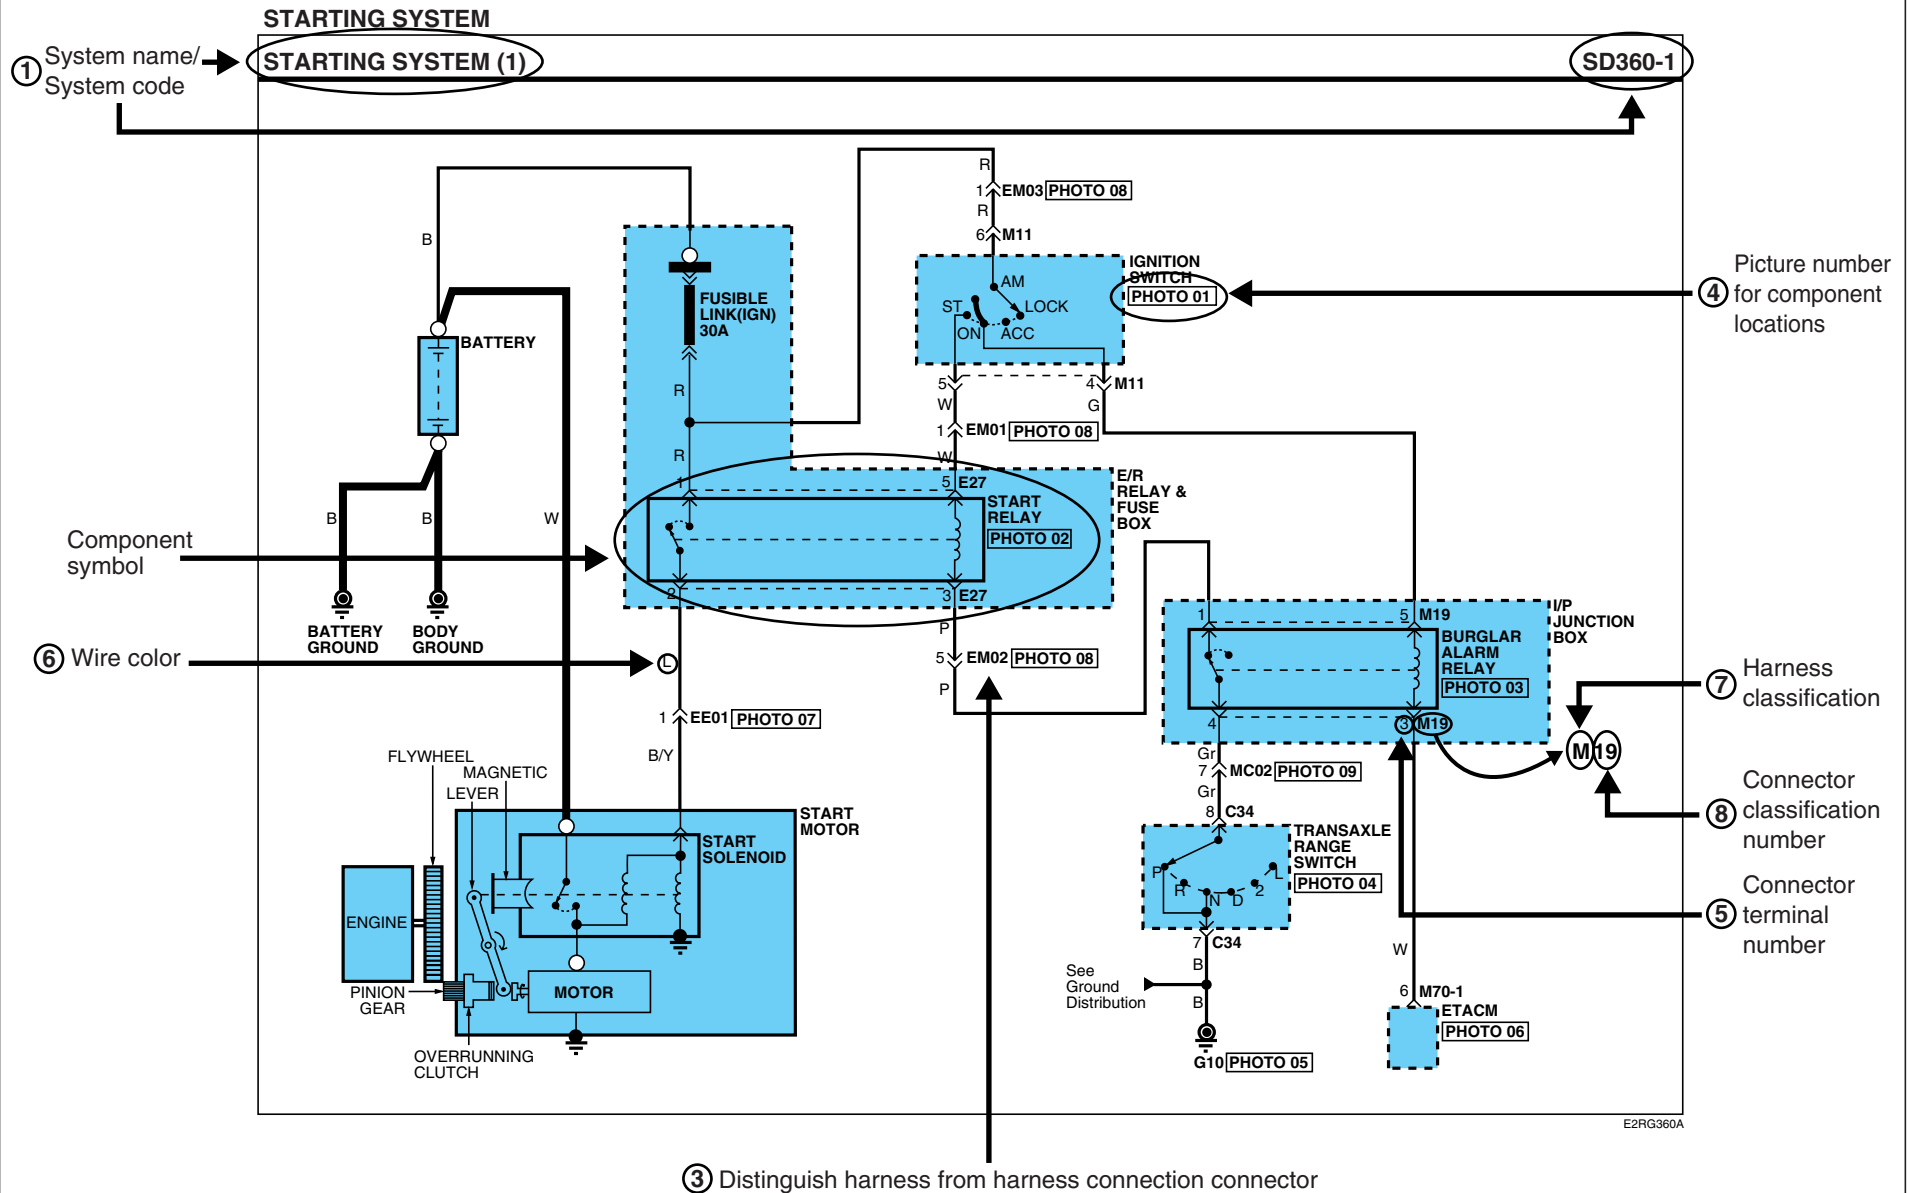 STARTING SYSTEM
① System name/
System code
STARTING SYSTEM (1)
SD360-1
R
1 EM03 PHOTO 08
R
6 M11
B
IGNITION
SWITCH
PHOTO 01
AM
LOCK
ST
ON
ACC
④ Picture number
for component
locations
FUSIBLE
LINK(IGN)
30A
BATTERY
R
5
4 M11
W
G
1 EM01 PHOTO 08
W
R
1
5 E27
START
RELAY
PHOTO 02
E/R
RELAY &
FUSE
BOX
B
B
W
Component
symbol
2
3 E27
BATTERY
GROUND
BODY
GROUND
P
5 EM02 PHOTO 08
P
⑥ Wire color
L
1 EE01 PHOTO 07
B/Y
1
5 M19
I/P
JUNCTION
BOX
BURGLAR
ALARM
RELAY
PHOTO 03
4
3 M19
⑦ Harness
classification
M 19
⑧ Connector
classification
number
Gr
7 MC02 PHOTO 09
Gr
8 C34
TRANSAXLE
RANGE
SWITCH
PHOTO 04
P
R
N
D
2
L
7 C34
B
See
Ground
Distribution
B
G10 PHOTO 05
⑤ Connector
terminal
number
W
6 M70-1
ETACM
PHOTO 06
FLYWHEEL
MAGNETIC
LEVER
START
MOTOR
START
SOLENOID
ENGINE
PINION
GEAR
MOTOR
OVERRUNNING
CLUTCH
E2RG360A
③ Distinguish harness from harness connection connector